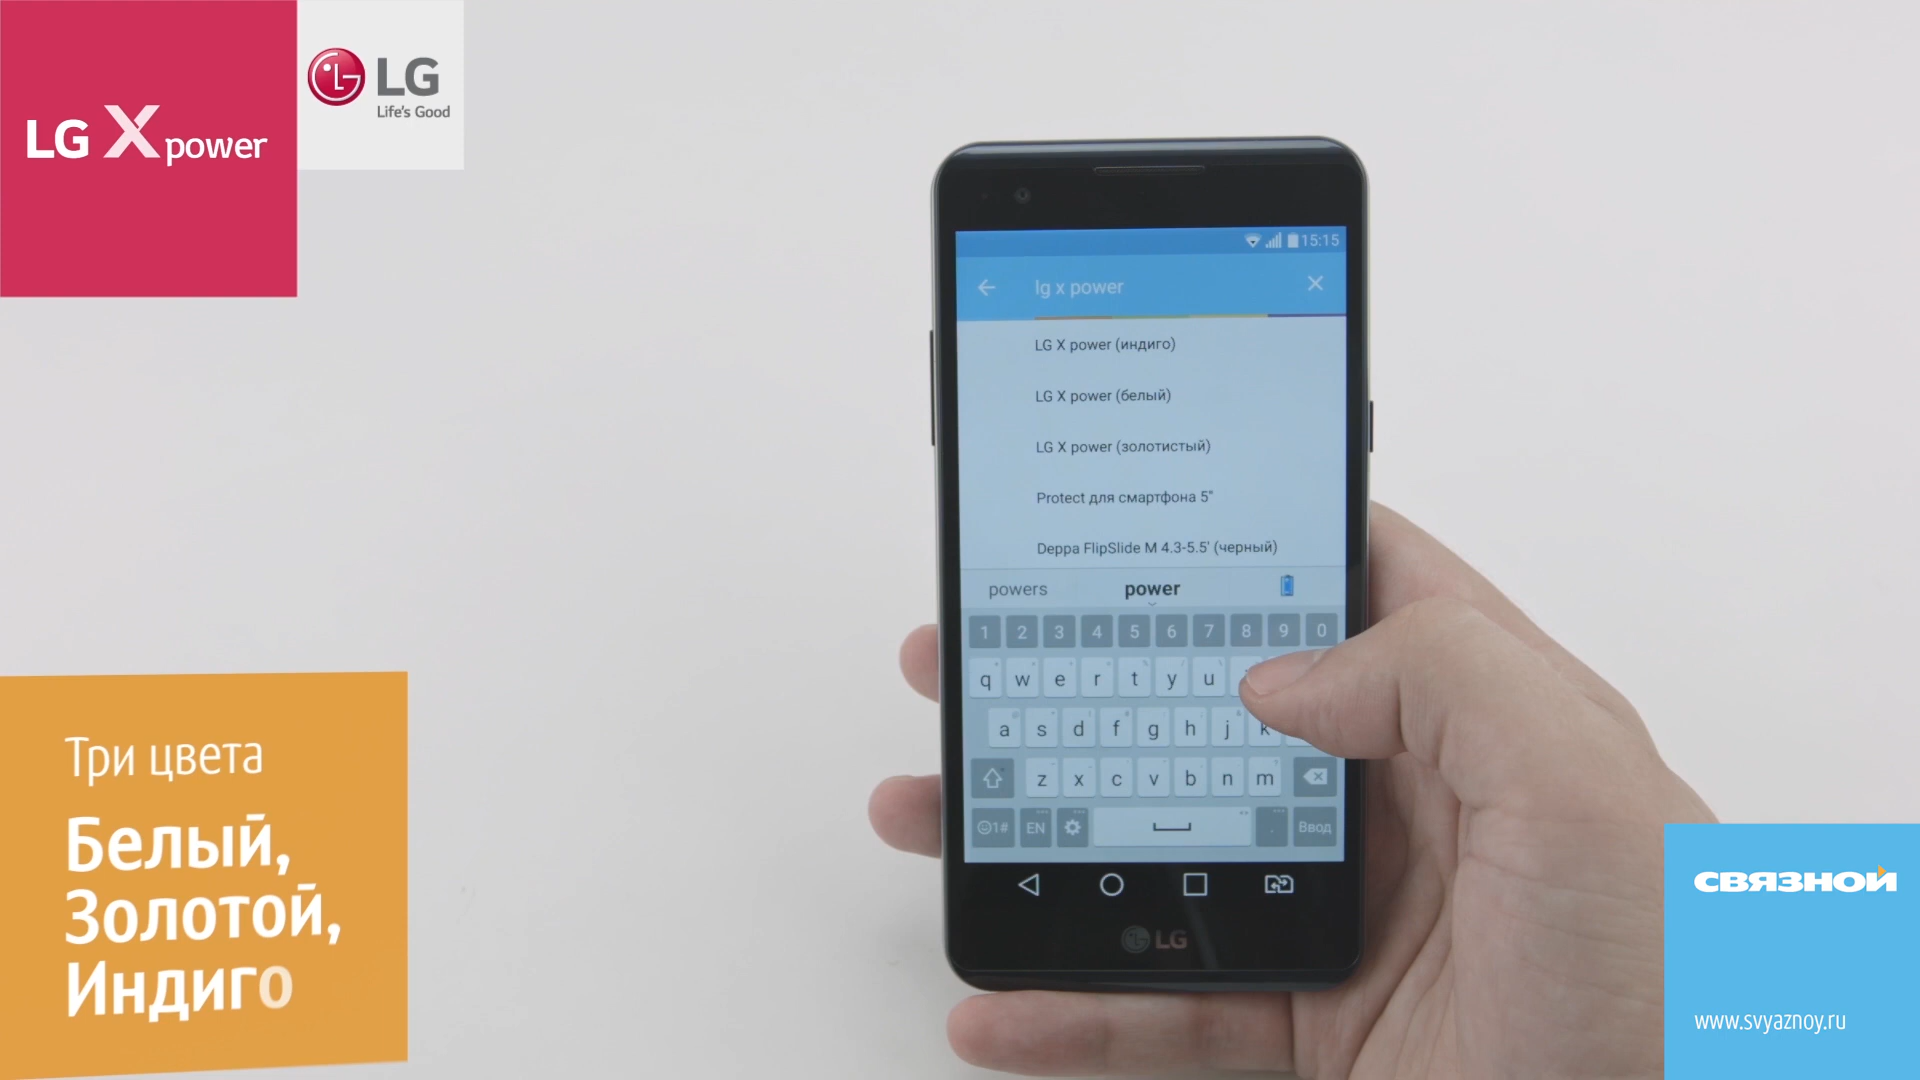 LG X power
LG
Life's Good
15:15
lg x power
LG X power (индиго)
LG X power (белый)
LG X power (золотистый)
Protect для смартфона 5"
Deppa FlipSlide M 4.3-5.5' (черный)
powers power
1 2 3 4 5 6 7 8 9 0
q w e r t y u
a s d f g h j k
z x c v b n m
1# EN . Ввод
LG
Три цвета
Белый,
Золотой,
Индиго
СВЯЗНОЙ
www.svyaznoy.ru